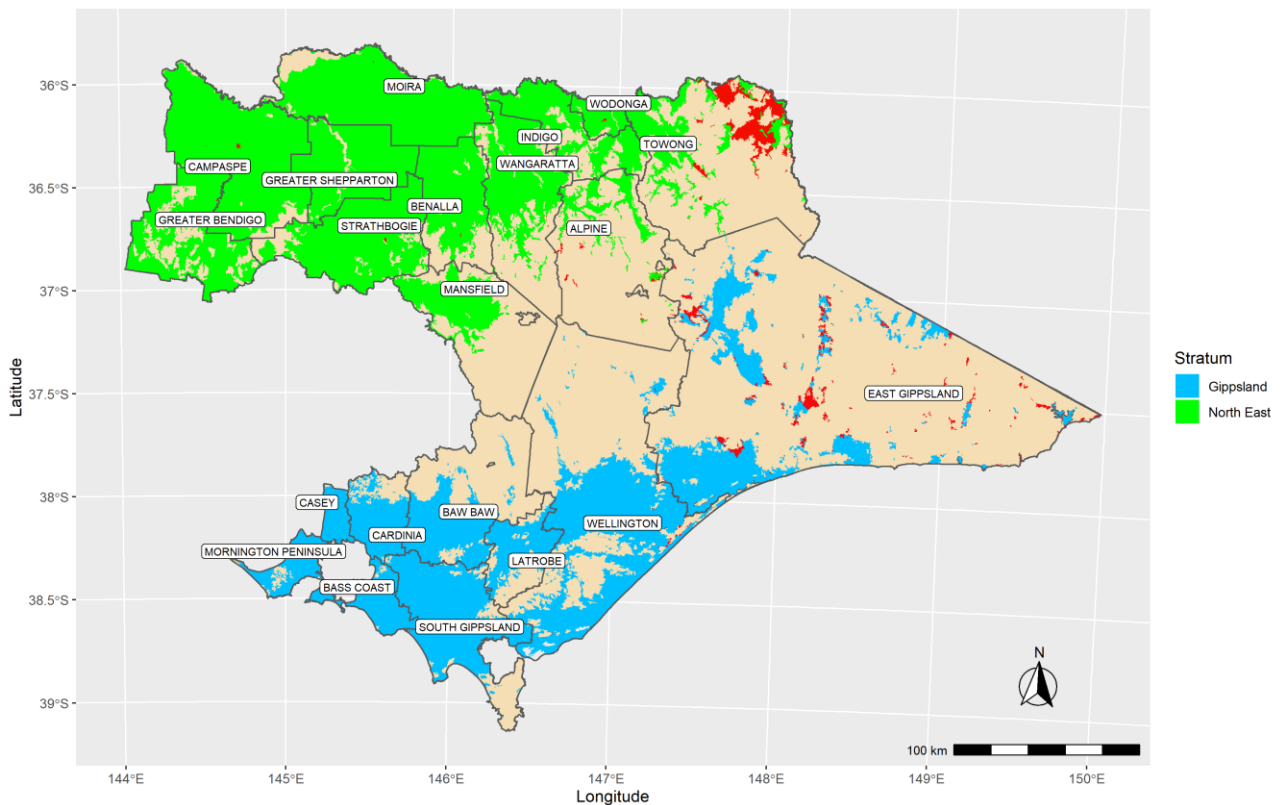 36°S
36.5°S
37°S
37.5°S
38°S
38.5°S
39°S
Latitude
MOIRA
WODONGA
INDIGO
TOWONG
CAMPASPE
WANGARATTA
GREATER SHEPPARTON
BENALLA
GREATER BENDIGO
STRATHBOGIE
ALPINE
MANSFIELD
EAST GIPPSLAND
CASEY
BAW BAW
WELLINGTON
CARDINIA
MORNINGTON PENINSULA
LATROBE
BASS COAST
SOUTH GIPPSLAND
N
100 km
144°E
145°E
146°E
147°E
148°E
149°E
150°E
Longitude
Stratum
Gippsland
North East